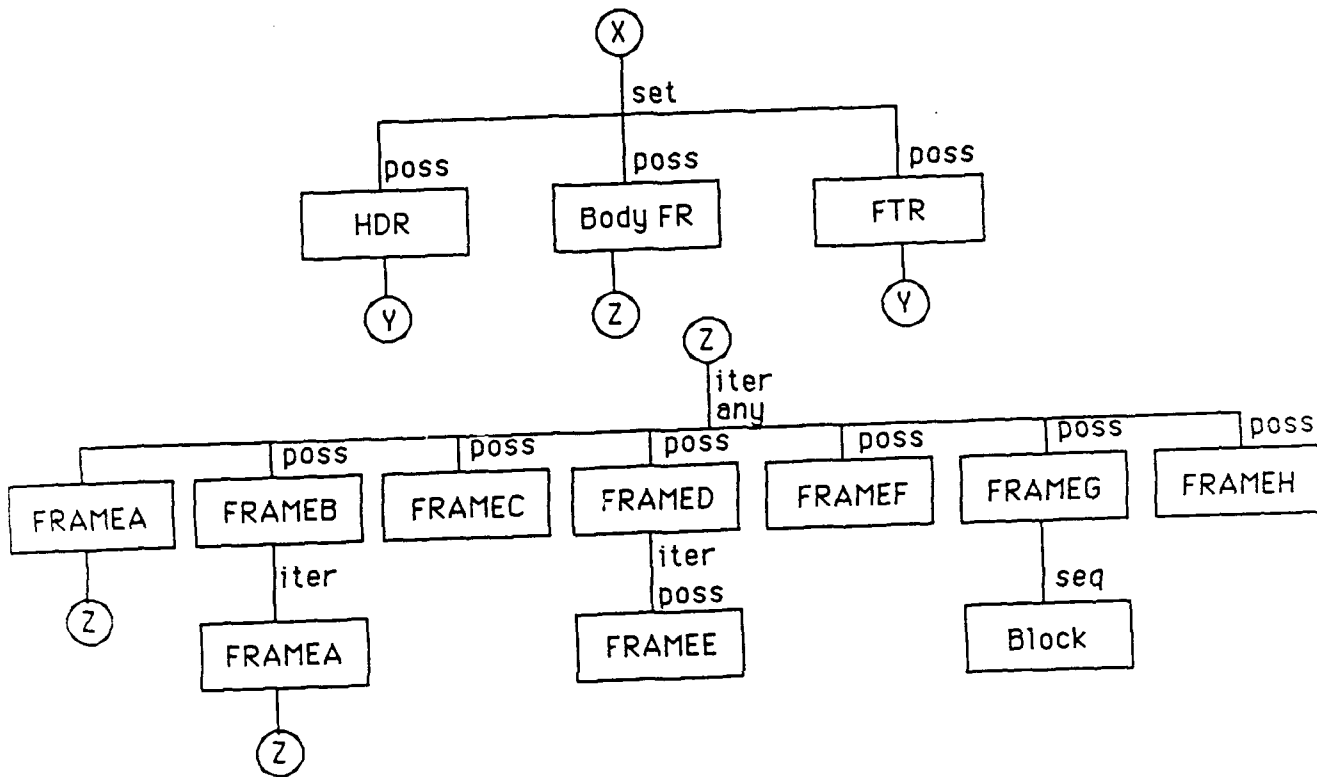 X
set
poss poss poss
HDR Body FR FTR
Y Z Y
Z
iter
any
poss poss poss poss poss poss
FRAMEA FRAMEB FRAMEC FRAMED FRAMEF FRAMEG FRAMEH
iter iter seq
poss
Z FRAMEA FRAMEE Block
Z